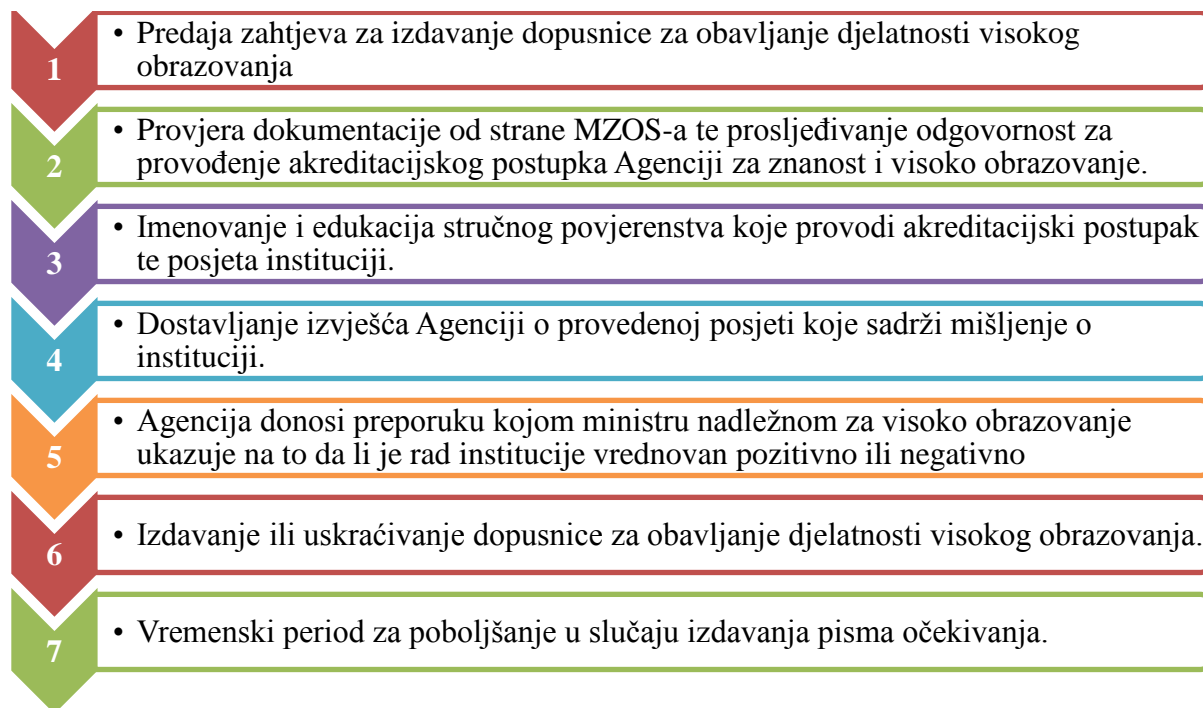 1
• Predaja zahtjeva za izdavanje dopusnice za obavljanje djelatnosti visokog
obrazovanja
2
• Provjera dokumentacije od strane MZOS-a te prosljeđivanje odgovornost za
provođenje akreditacijskog postupka Agenciji za znanost i visoko obrazovanje.
3
• Imenovanje i edukacija stručnog povjerenstva koje provodi akreditacijski postupak
te posjeta instituciji.
4
• Dostavljanje izvješća Agenciji o provedenoj posjeti koje sadrži mišljenje o
instituciji.
5
• Agencija donosi preporuku kojom ministru nadležnom za visoko obrazovanje
ukazuje na to da li je rad institucije vrednovan pozitivno ili negativno
6
• Izdavanje ili uskraćivanje dopusnice za obavljanje djelatnosti visokog obrazovanja.
7
• Vremenski period za poboljšanje u slučaju izdavanja pisma očekivanja.